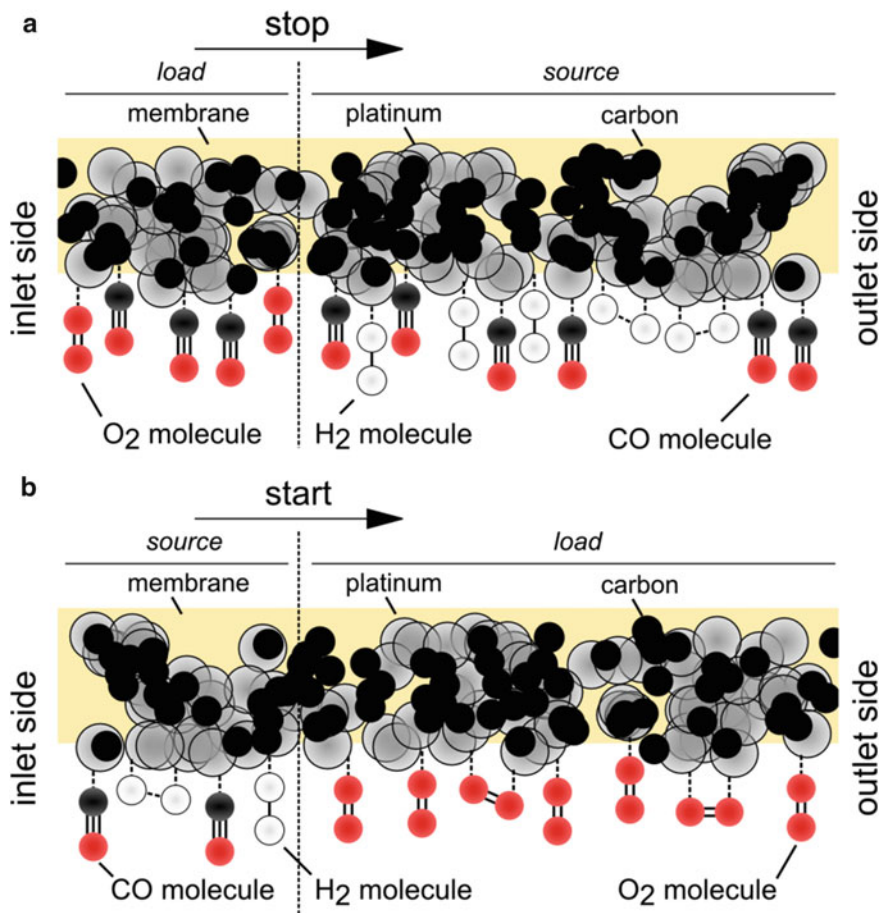 a
stop
load source
membrane platinum carbon
inlet side
outlet side
O2 molecule H2 molecule CO molecule
b
start
source load
membrane platinum carbon
inlet side
outlet side
CO molecule H2 molecule O2 molecule